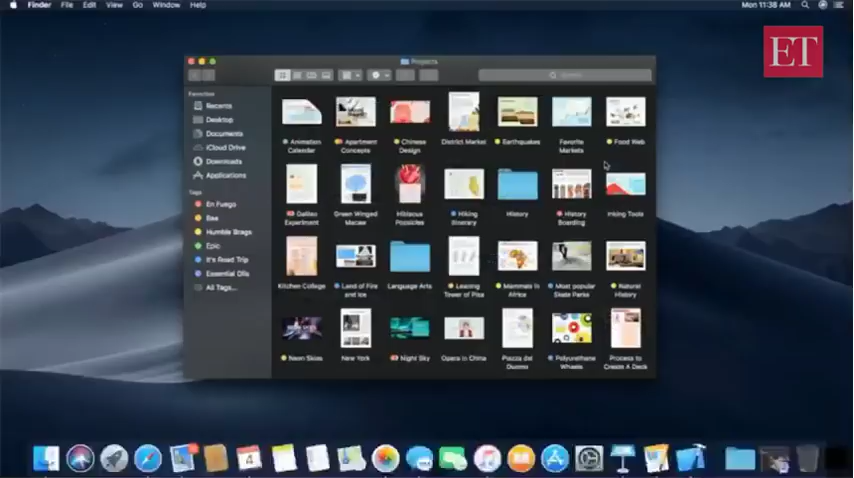 Finder File Edit View Go Window Help
Mon 11:38 AM
ET
Projects
Search
Favorites
Recents
Desktop
Documents
iCloud Drive
Downloads
Applications
Tags
En Fuego
Bae
Humble Brags
Epic
It's Road Trip
Essential Oils
All Tags...
Animators Calendar
Apartment Concepts
Chinese Design
District Market
Earthquakes
Favorite Markets
Food Web
Galileo Experiment
Green Winged Macaw
Hibiscus Popsicles
Hiking Itinerary
History
History Boarding
Inking Tools
Kitchen Collage
Land of Fire and Ice
Language Arts
Leaning Tower of Pisa
Mammals in Africa
Most popular Skate Parks
Natural History
Neon Skies
New York
Night Sky
Opera in China
Piazza del Duomo
Polyurethane Wheels
Process to Create A Deck